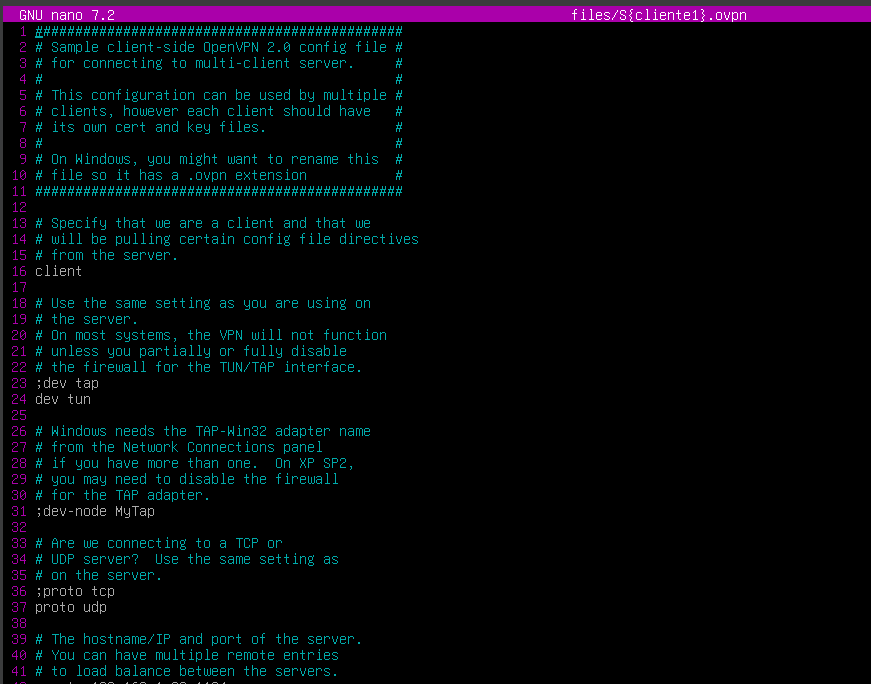 GNU nano 7.2 files/S{cliente1}.ovpn
1 ##############################################
2 # Sample client-side OpenVPN 2.0 config file #
3 # for connecting to multi-client server.     #
4 #                                            #
5 # This configuration can be used by multiple #
6 # clients, however each client should have   #
7 # its own cert and key files.                #
8 #                                            #
9 # On Windows, you might want to rename this  #
10 # file so it has a .ovpn extension           #
11 ##############################################
12
13 # Specify that we are a client and that we
14 # will be pulling certain config file directives
15 # from the server.
16 client
17
18 # Use the same setting as you are using on
19 # the server.
20 # On most systems, the VPN will not function
21 # unless you partially or fully disable
22 # the firewall for the TUN/TAP interface.
23 ;dev tap
24 dev tun
25
26 # Windows needs the TAP-Win32 adapter name
27 # from the Network Connections panel
28 # if you have more than one.  On XP SP2,
29 # you may need to disable the firewall
30 # for the TAP adapter.
31 ;dev-node MyTap
32
33 # Are we connecting to a TCP or
34 # UDP server?  Use the same setting as
35 # on the server.
36 ;proto tcp
37 proto udp
38
39 # The hostname/IP and port of the server.
40 # You can have multiple remote entries
41 # to load balance between the servers.